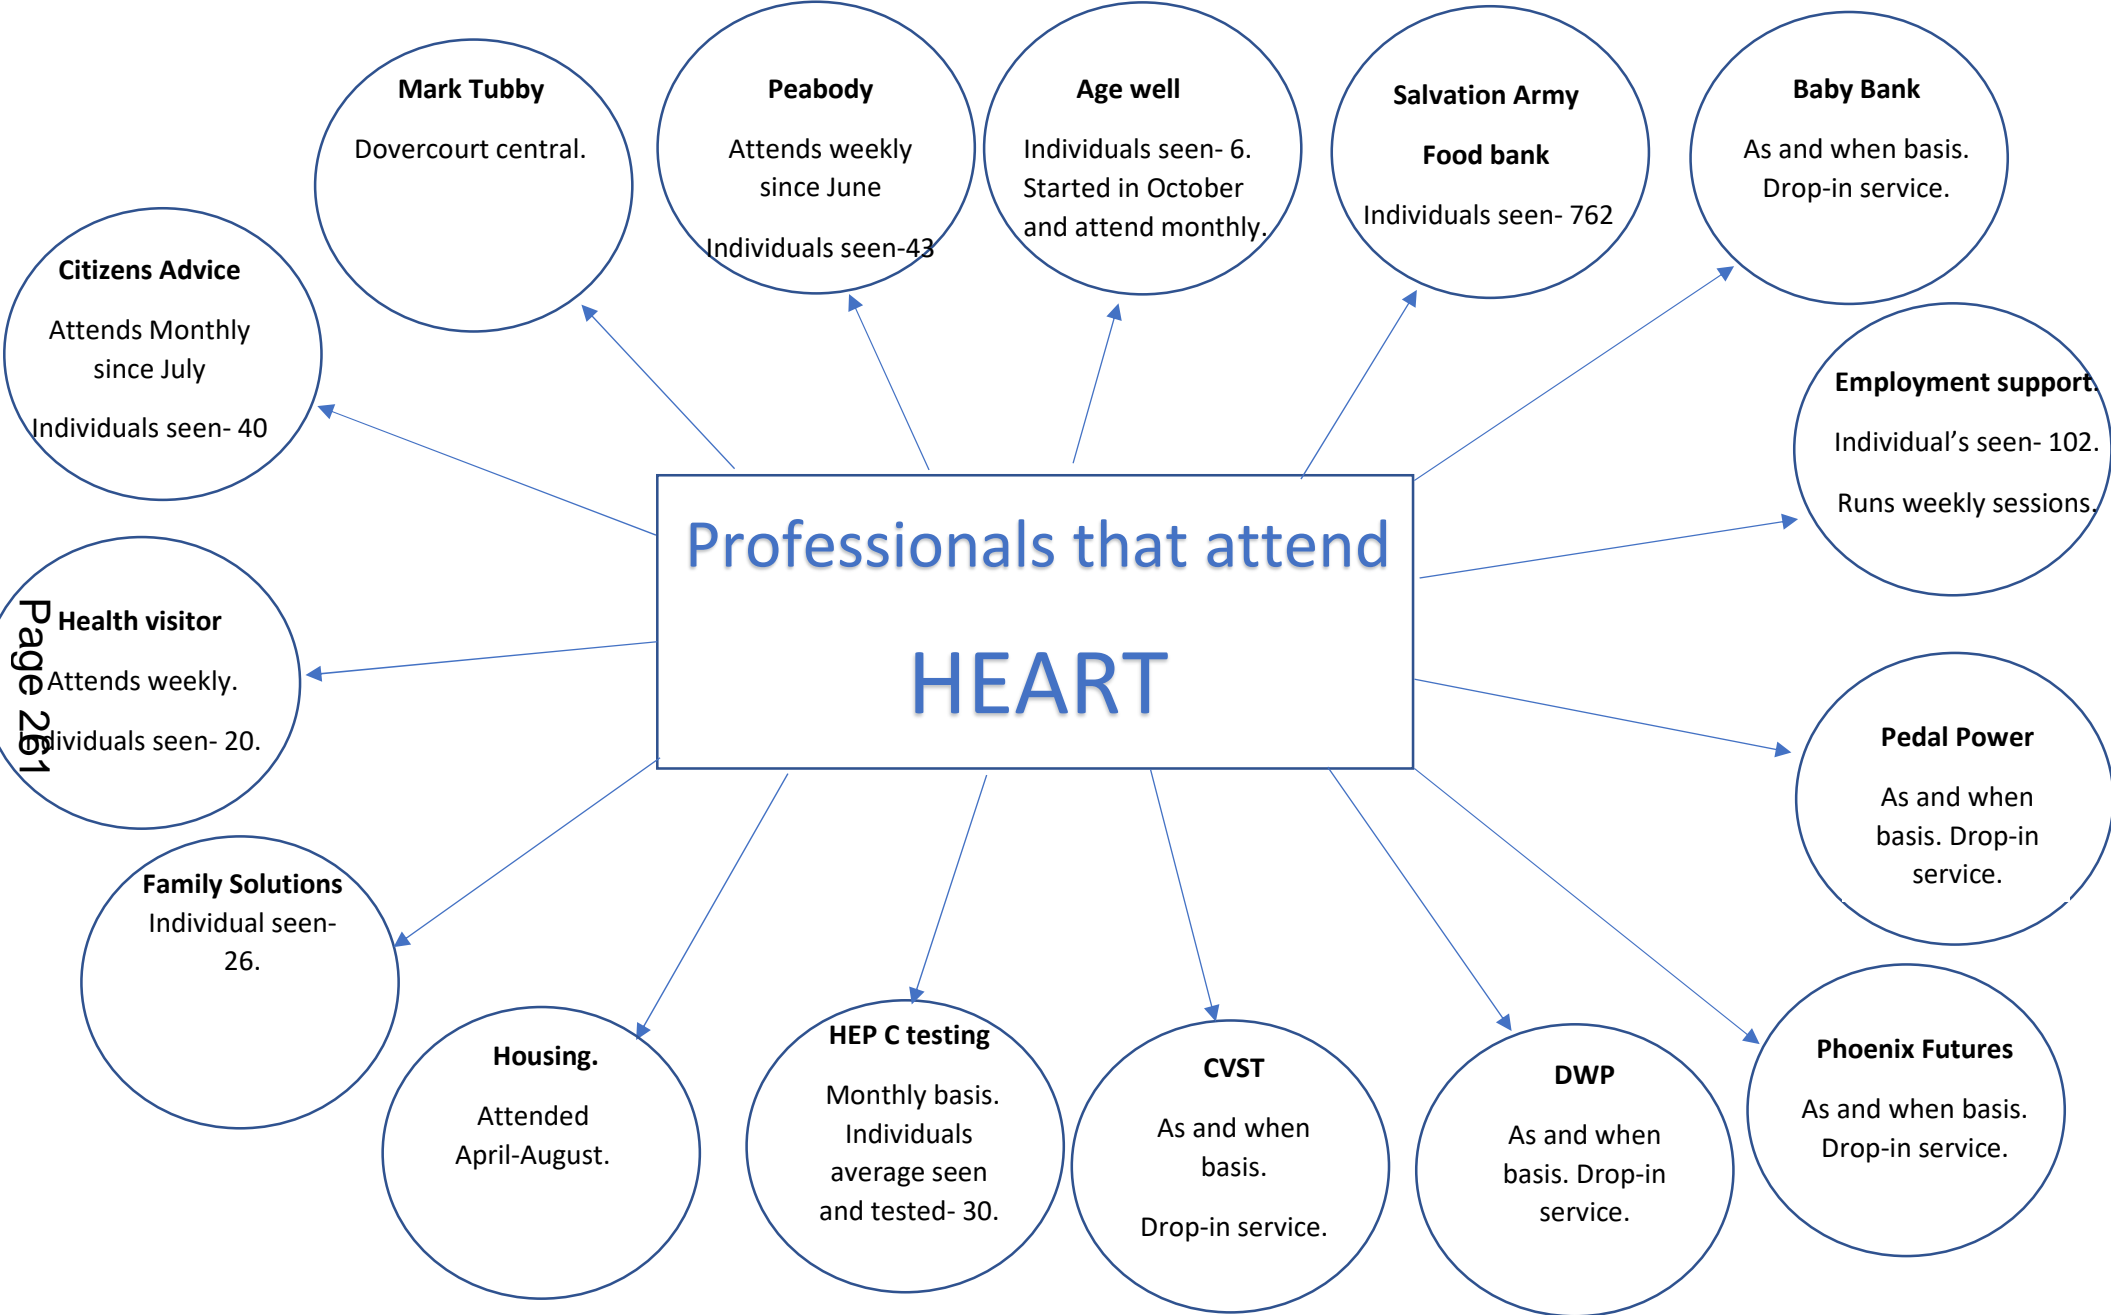 Mark Tubby
Dovercourt central.
Peabody
Attends weekly
since June
Individuals seen-43
Age well
Individuals seen- 6.
Started in October
and attend monthly.
Salvation Army
Food bank
Individuals seen- 762
Baby Bank
As and when basis.
Drop-in service.
Citizens Advice
Attends Monthly
since July
Individuals seen- 40
Employment support.
Individual’s seen- 102.
Runs weekly sessions.
Professionals that attend
HEART
Health visitor
Attends weekly.
Individuals seen- 20.
Page 261
Pedal Power
As and when
basis. Drop-in
service.
Family Solutions
Individual seen-
26.
Housing.
Attended
April-August.
HEP C testing
Monthly basis.
Individuals
average seen
and tested- 30.
CVST
As and when
basis.
Drop-in service.
DWP
As and when
basis. Drop-in
service.
Phoenix Futures
As and when basis.
Drop-in service.